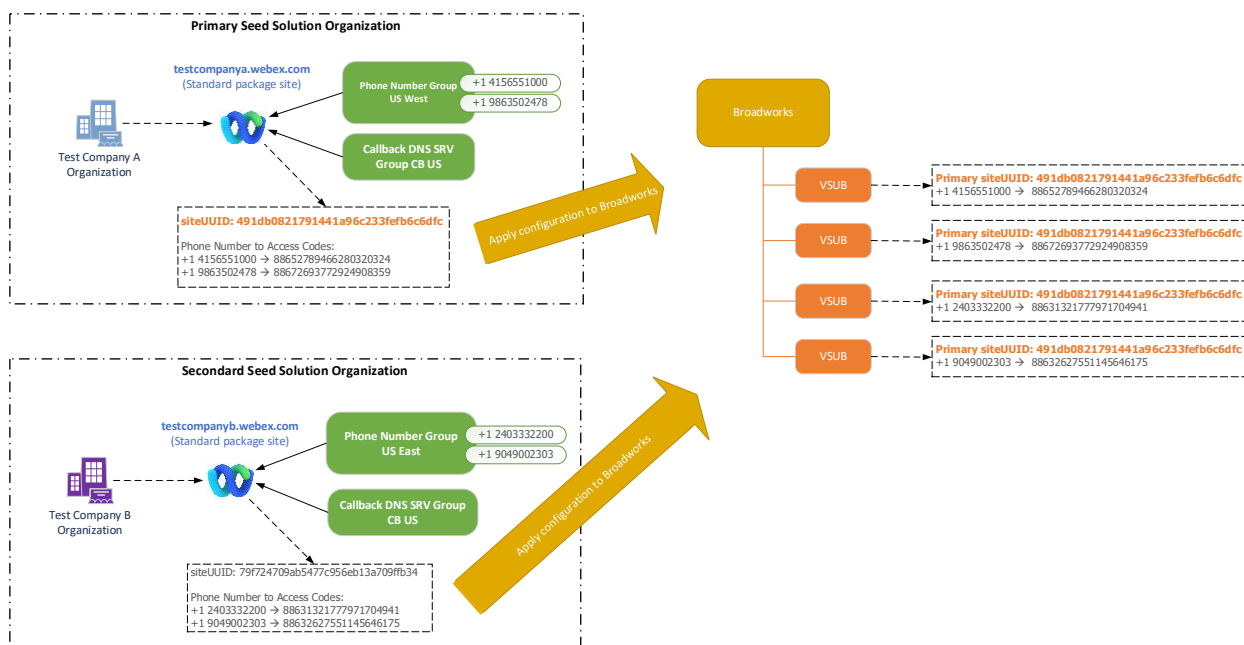 Primary Seed Solution Organization
testcompanya.webex.com
(Standard package site)
Phone Number Group
US West
+1 4156551000
+1 9863502478
Test Company A
Organization
Callback DNS SRV
Group CB US
siteUUID: 491db0821791441a96c233fefb6c6dfc
Phone Number to Access Codes:
+1 4156551000 → 88652789466280320324
+1 9863502478 → 88672693772924908359
Apply configuration to Broadworks
Secondard Seed Solution Organization
testcompanyb.webex.com
(Standard package site)
Phone Number Group
US East
+1 2403332200
+1 9049002303
Test Company B
Organization
Callback DNS SRV Group
CB US
siteUUID: 79f724709ab5477c956eb13a709ffb34
Phone Number to Access Codes:
+1 2403332200 → 88631321777971704941
+1 9049002303 → 88632627551145646175
Apply configuration to Broadworks
Broadworks
VSUB
Primary siteUUID: 491db0821791441a96c233fefb6c6dfc
+1 4156551000 → 88652789466280320324
VSUB
Primary siteUUID: 491db0821791441a96c233fefb6c6dfc
+1 9863502478 → 88672693772924908359
VSUB
Primary siteUUID: 491db0821791441a96c233fefb6c6dfc
+1 2403332200 → 88631321777971704941
VSUB
Primary siteUUID: 491db0821791441a96c233fefb6c6dfc
+1 9049002303 → 88632627551145646175